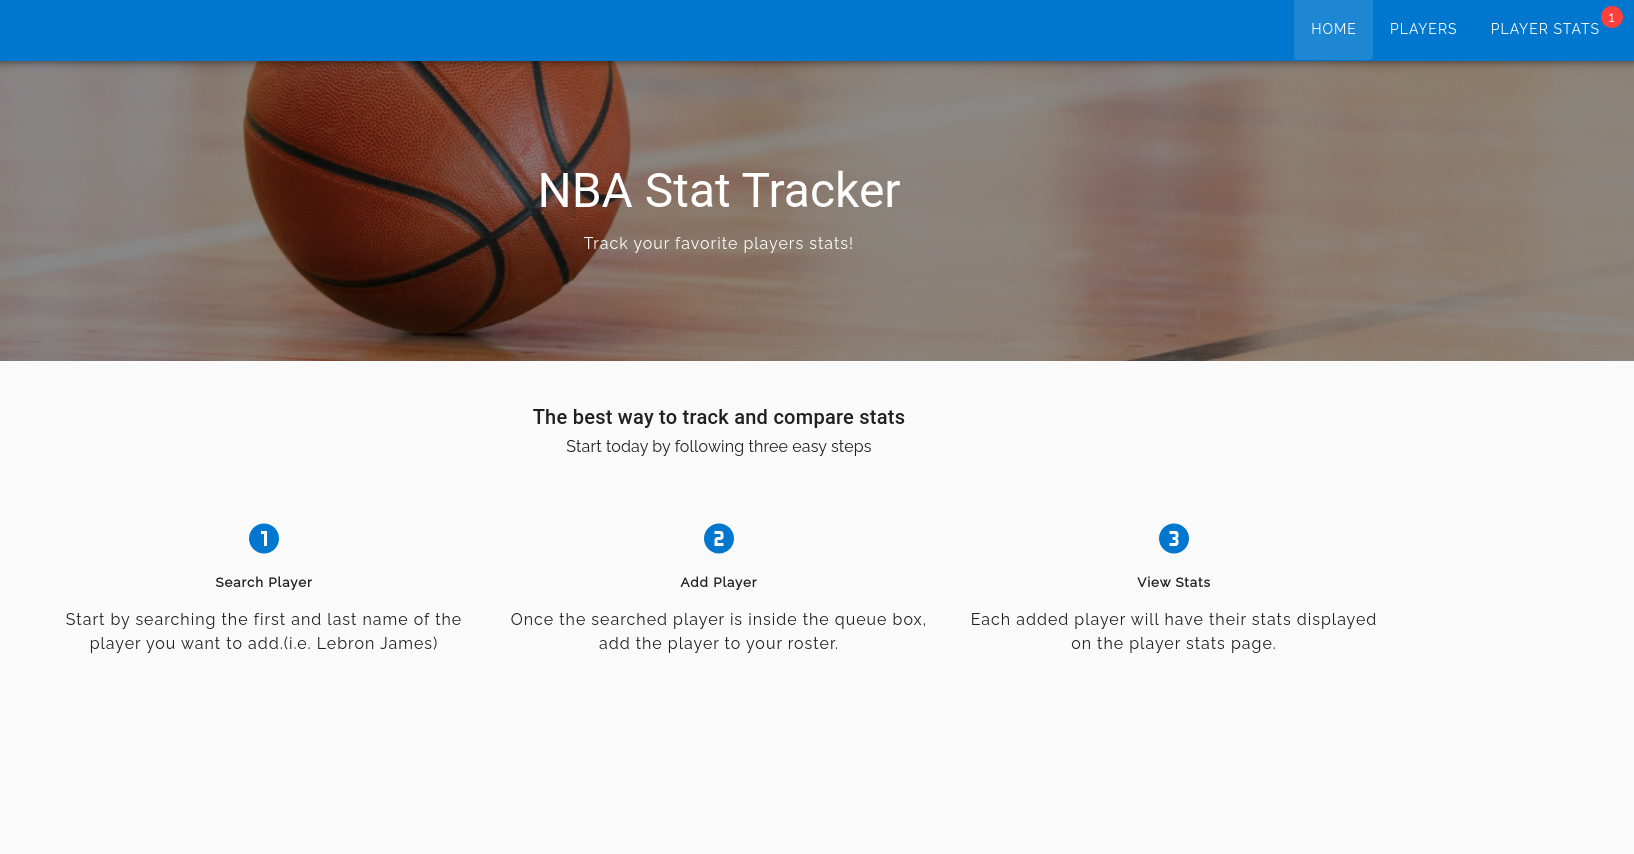 HOME PLAYERS PLAYER STATS 1
NBA Stat Tracker
Track your favorite players stats!
The best way to track and compare stats
Start today by following three easy steps
1
Search Player
Start by searching the first and last name of the
player you want to add.(i.e. Lebron James)
2
Add Player
Once the searched player is inside the queue box,
add the player to your roster.
3
View Stats
Each added player will have their stats displayed
on the player stats page.